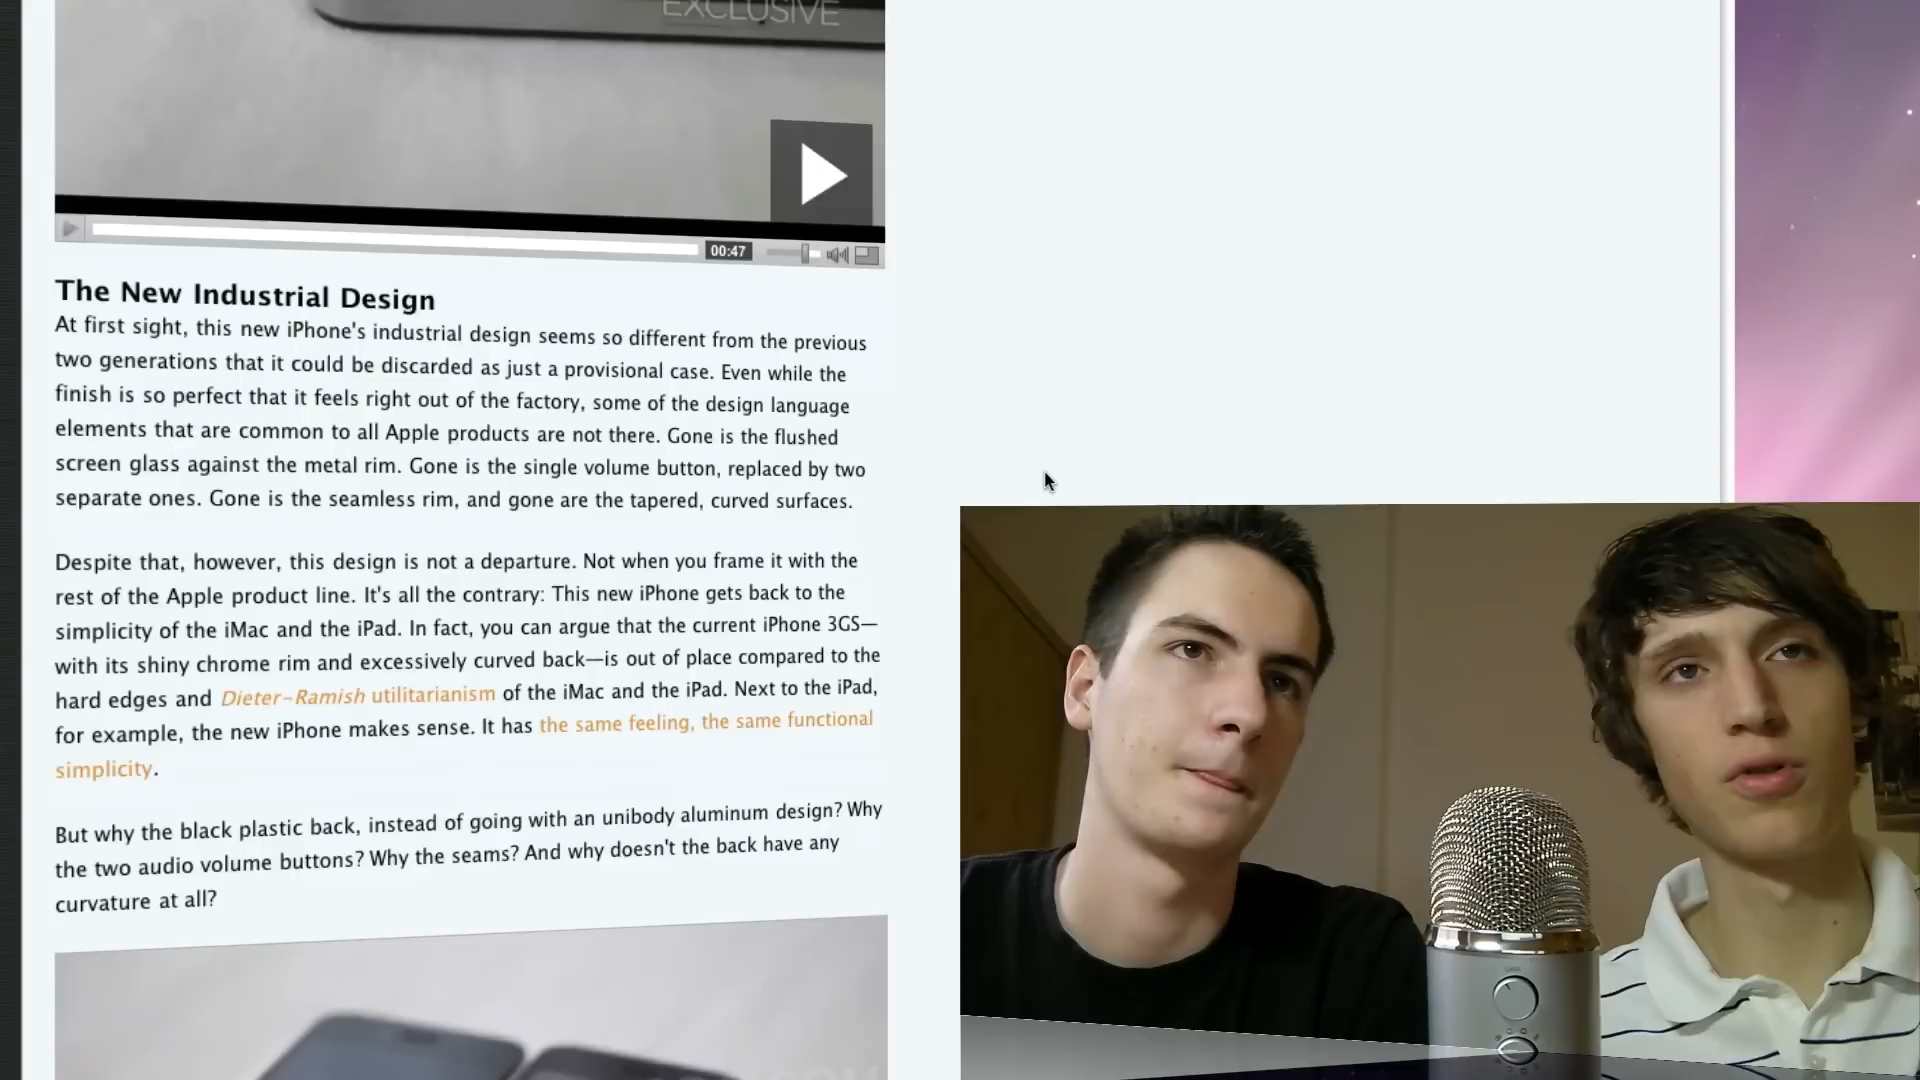 EXCLUSIVE
00:47
The New Industrial Design
At first sight, this new iPhone's industrial design seems so different from the previous
two generations that it could be discarded as just a provisional case. Even while the
finish is so perfect that it feels right out of the factory, some of the design language
elements that are common to all Apple products are not there. Gone is the flushed
screen glass against the metal rim. Gone is the single volume button, replaced by two
separate ones. Gone is the seamless rim, and gone are the tapered, curved surfaces.
Despite that, however, this design is not a departure. Not when you frame it with the
rest of the Apple product line. It's all the contrary: This new iPhone gets back to the
simplicity of the iMac and the iPad. In fact, you can argue that the current iPhone 3GS—
with its shiny chrome rim and excessively curved back—is out of place compared to the
hard edges and Dieter-Ramish utilitarianism of the iMac and the iPad. Next to the iPad,
for example, the new iPhone makes sense. It has the same feeling, the same functional
simplicity.
But why the black plastic back, instead of going with an unibody aluminum design? Why
the two audio volume buttons? Why the seams? And why doesn't the back have any
curvature at all?